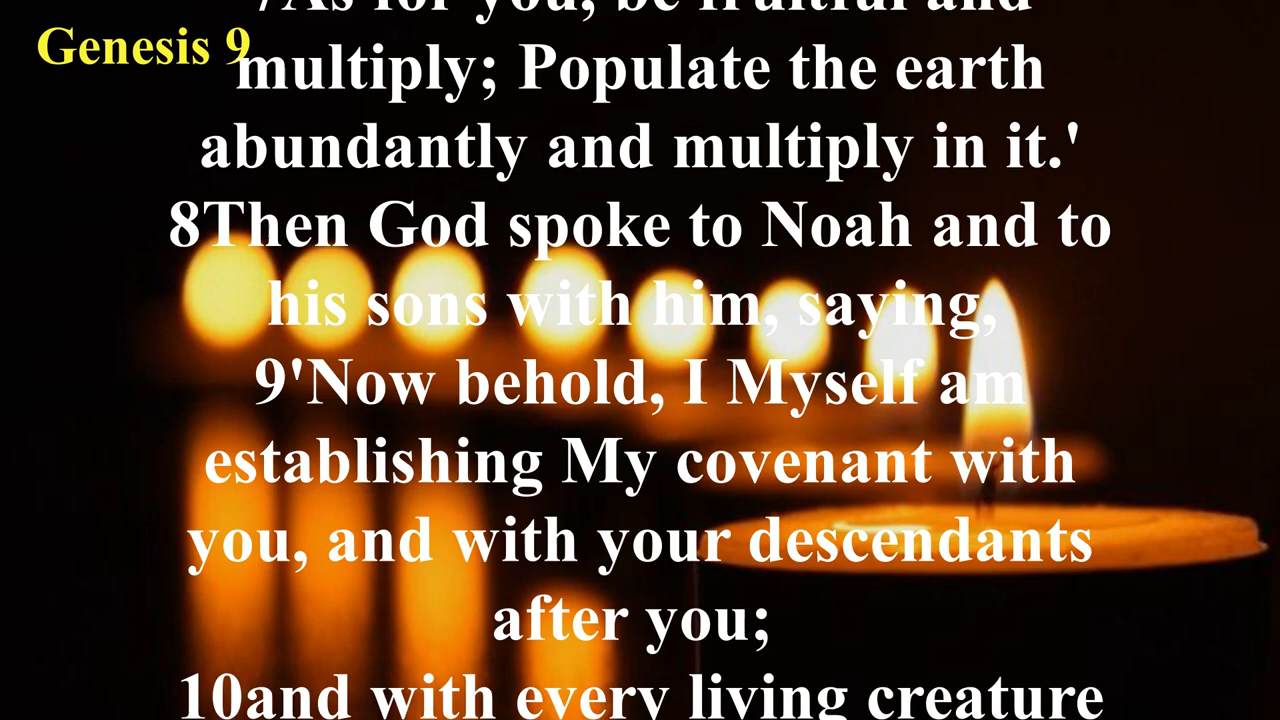 7As for you, be fruitful and
Genesis 9
multiply; Populate the earth
abundantly and multiply in it.'
8Then God spoke to Noah and to
his sons with him, saying,
9'Now behold, I Myself am
establishing My covenant with
you, and with your descendants
after you;
10and with every living creature